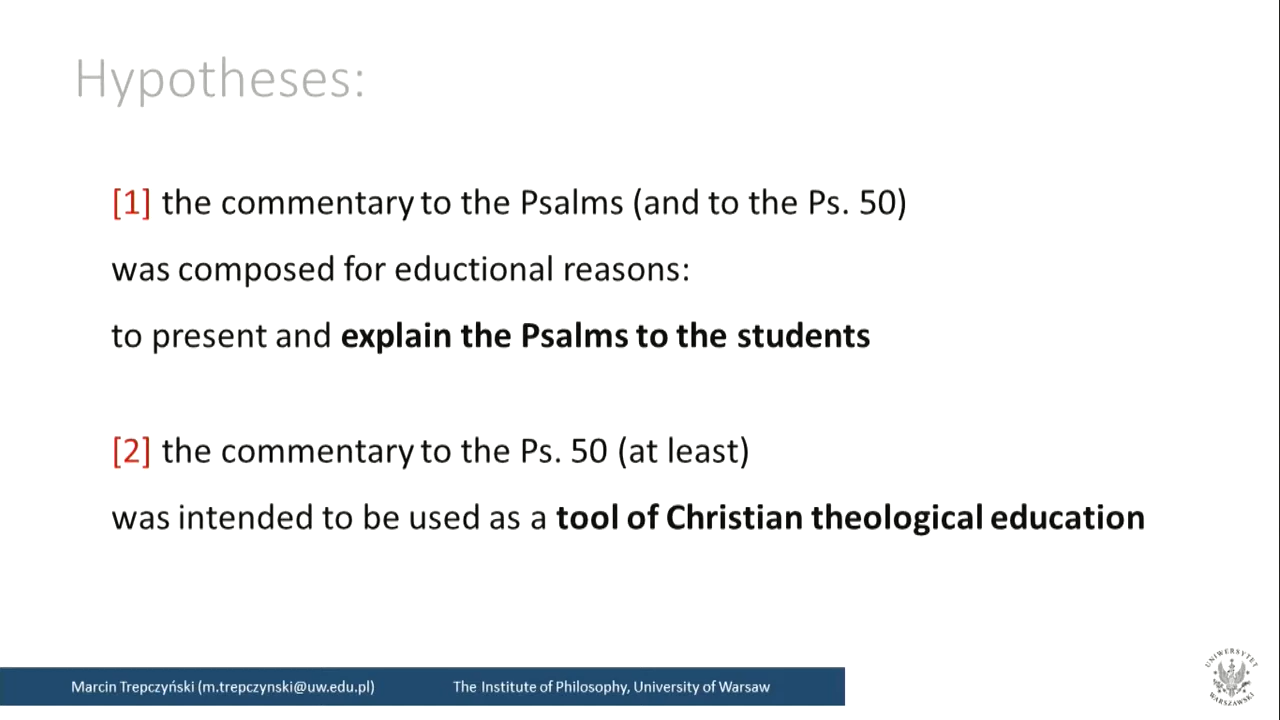 Hypotheses:
[1] the commentary to the Psalms (and to the Ps. 50)
was composed for eductional reasons:
to present and explain the Psalms to the students
[2] the commentary to the Ps. 50 (at least)
was intended to be used as a tool of Christian theological education
Marcin Trepczyński (m.trepczynski@uw.edu.pl) The Institute of Philosophy, University of Warsaw
UNIWERSYTET
WARSZAWSKI